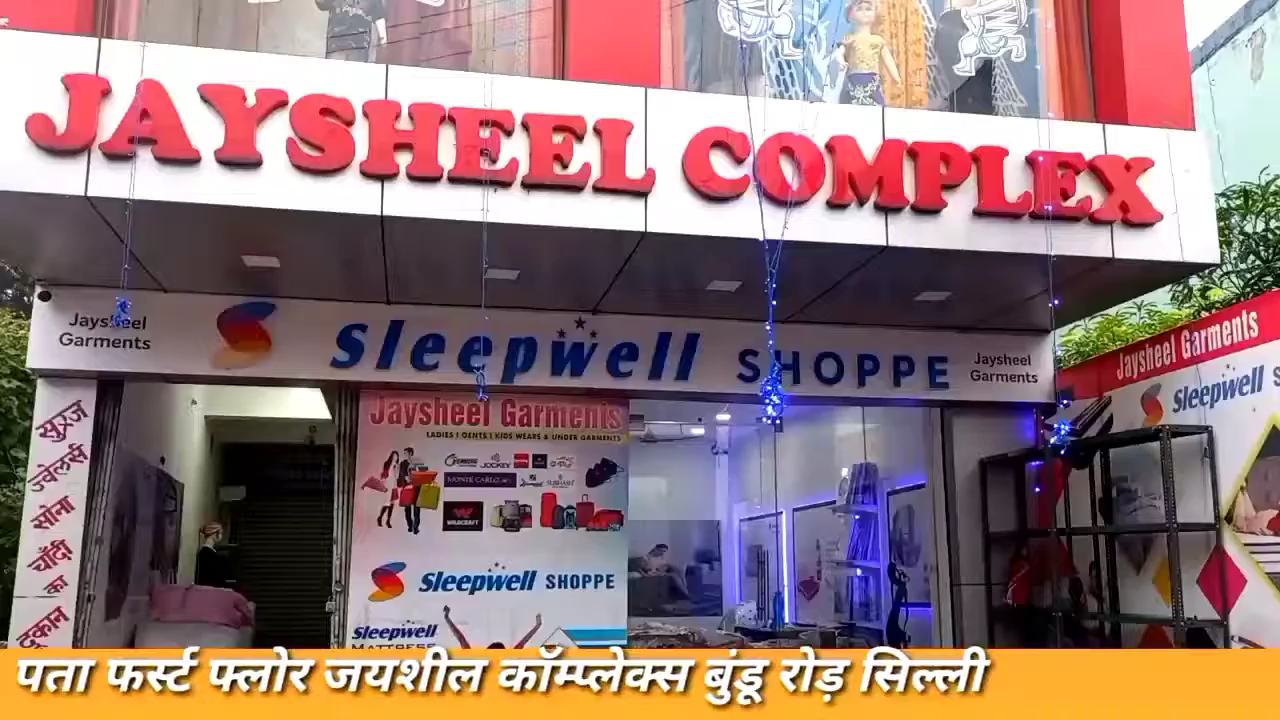 JAYSHEEL COMPLEX
Jaysheel
Garments
sleepwell SHOPPE
Jaysheel
Garments
Jaysheel Garments
Sleepwell
सुरज
ज्वेलर्स
सोना
चाँदी
का
दुकान
Jaysheel Garments
LADIES | GENTS | KIDS WEARS & UNDER GARMENTS
JOCKEY
MONTE CARLO
WILDCRAFT
Sleepwell SHOPPE
Sleepwell
MATTRESS
पता फर्स्ट फ्लोर जयशील कॉम्प्लेक्स बुंडू रोड़ सिल्ली